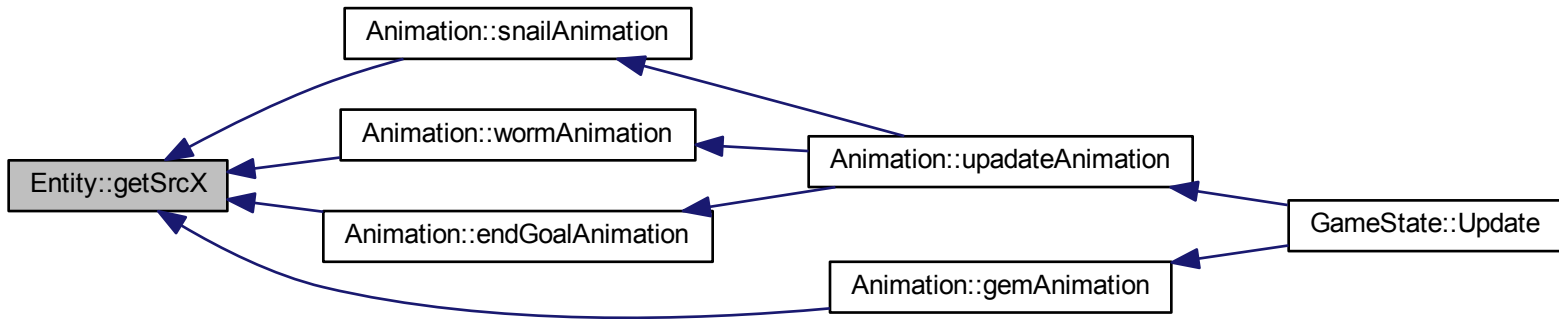 Animation::snailAnimation
Animation::wormAnimation
Animation::upadateAnimation
Entity::getSrcX
GameState::Update
Animation::endGoalAnimation
Animation::gemAnimation